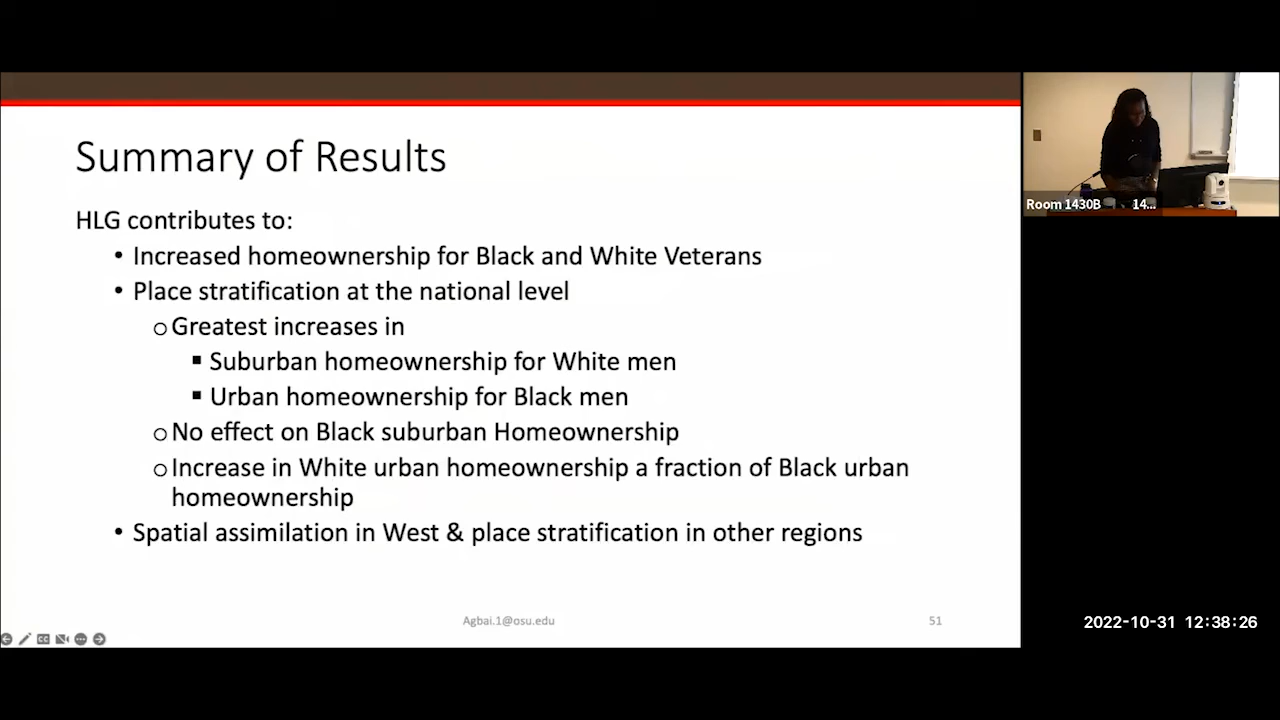 Summary of Results
HLG contributes to:
• Increased homeownership for Black and White Veterans
• Place stratification at the national level
o Greatest increases in
▪ Suburban homeownership for White men
▪ Urban homeownership for Black men
o No effect on Black suburban Homeownership
o Increase in White urban homeownership a fraction of Black urban
homeownership
• Spatial assimilation in West & place stratification in other regions
Agbai.1@osu.edu
51
Room 1430B 14...
2022-10-31 12:38:26